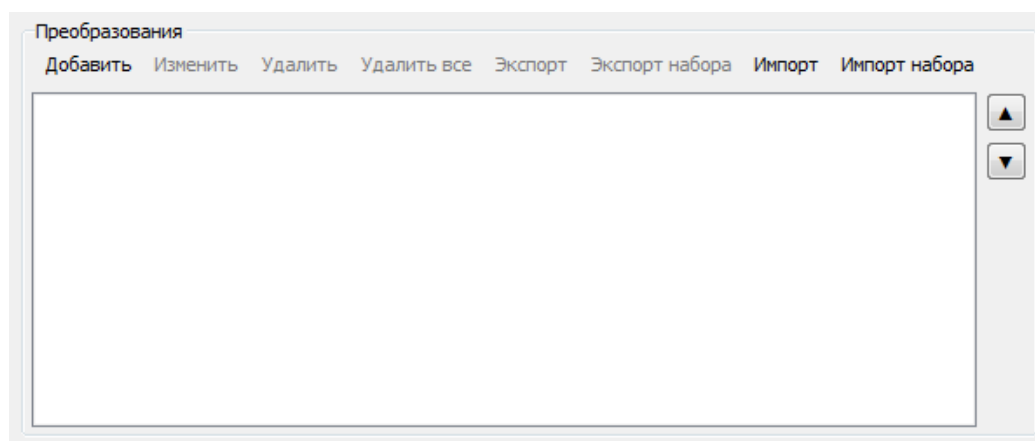 Преобразования
Добавить Изменить Удалить Удалить все Экспорт Экспорт набора Импорт Импорт набора